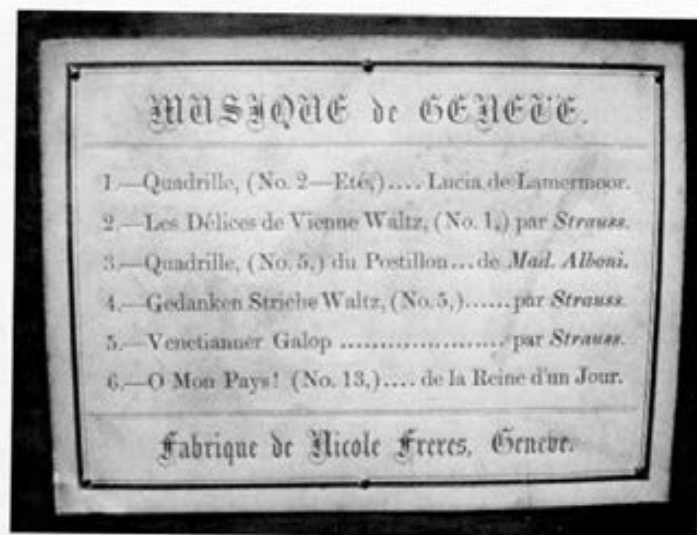 MUSIQUE de GENEVE.
1.—Quadrille, (No. 2—Etés,).... Lucia de Lamermoor.
2.—Les Délices de Vienne Waltz, (No. 1,) par Strauss.
3.—Quadrille, (No. 5,) du Postillon...de Mad. Alboni.
4.—Gedanken Striche Waltz, (No. 5,)......par Strauss.
5.—Venetianner Galop ......................par Strauss.
6.—O Mon Pays! (No. 13,).... de la Reine d'un Jour.
Fabrique de Nicole Freres, Geneve.